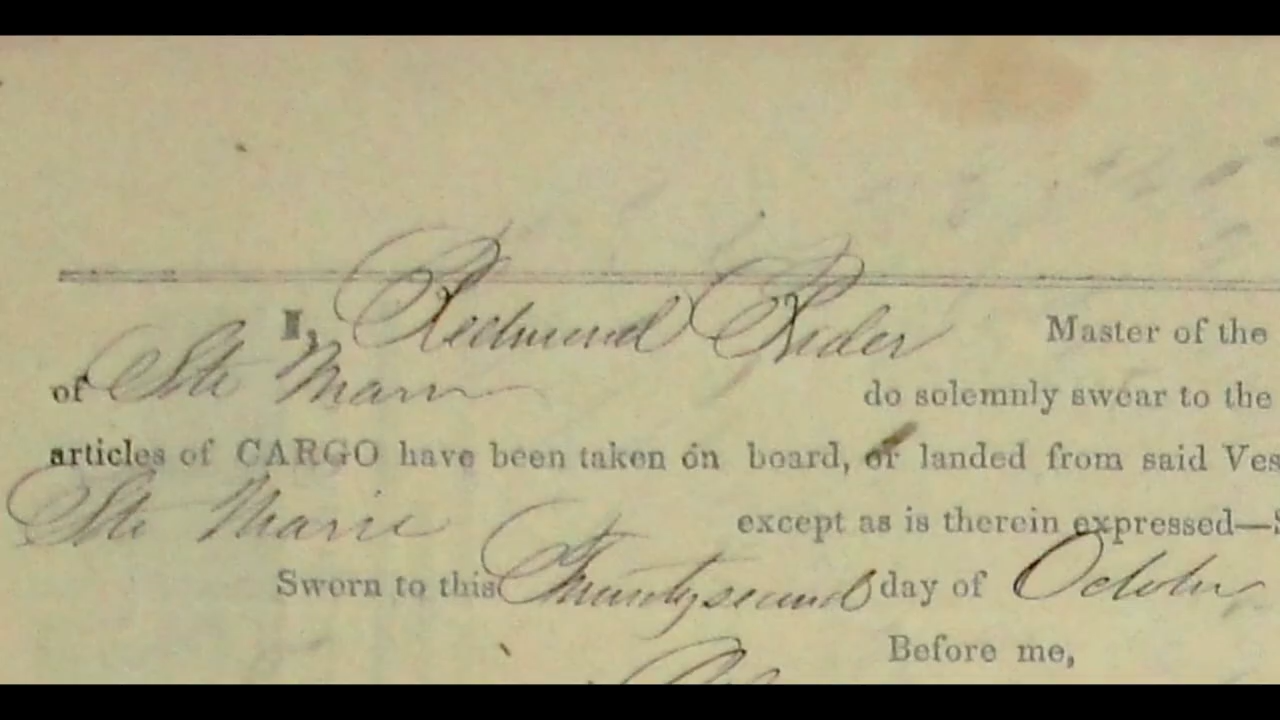 I, Redmund Rider Master of the
of Ste Marie do solemnly swear to the
articles of CARGO have been taken on board, or landed from said Ves
Ste Marie except as is therein expressed—S
Sworn to this Twenty second day of October
Before me,